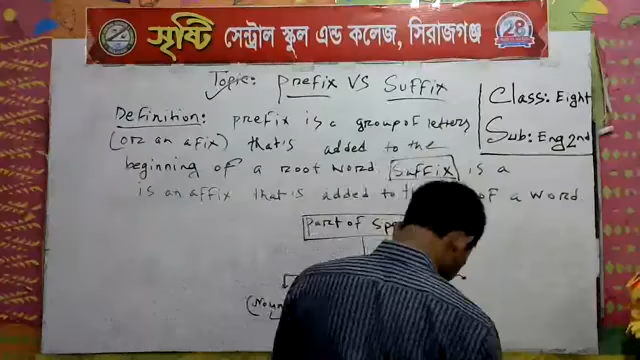 সৃষ্টি সেন্ট্রাল স্কুল এন্ড কলেজ, সিরাজগঞ্জ 28
Topic: Prefix VS Suffix
Class: Eight
Sub: Eng 2nd
Definition: prefix is a group of letters
(or an afix) that's added to the
beginning of a root word. Suffix is a
is an affix that is added to of a word
part of
(Noun